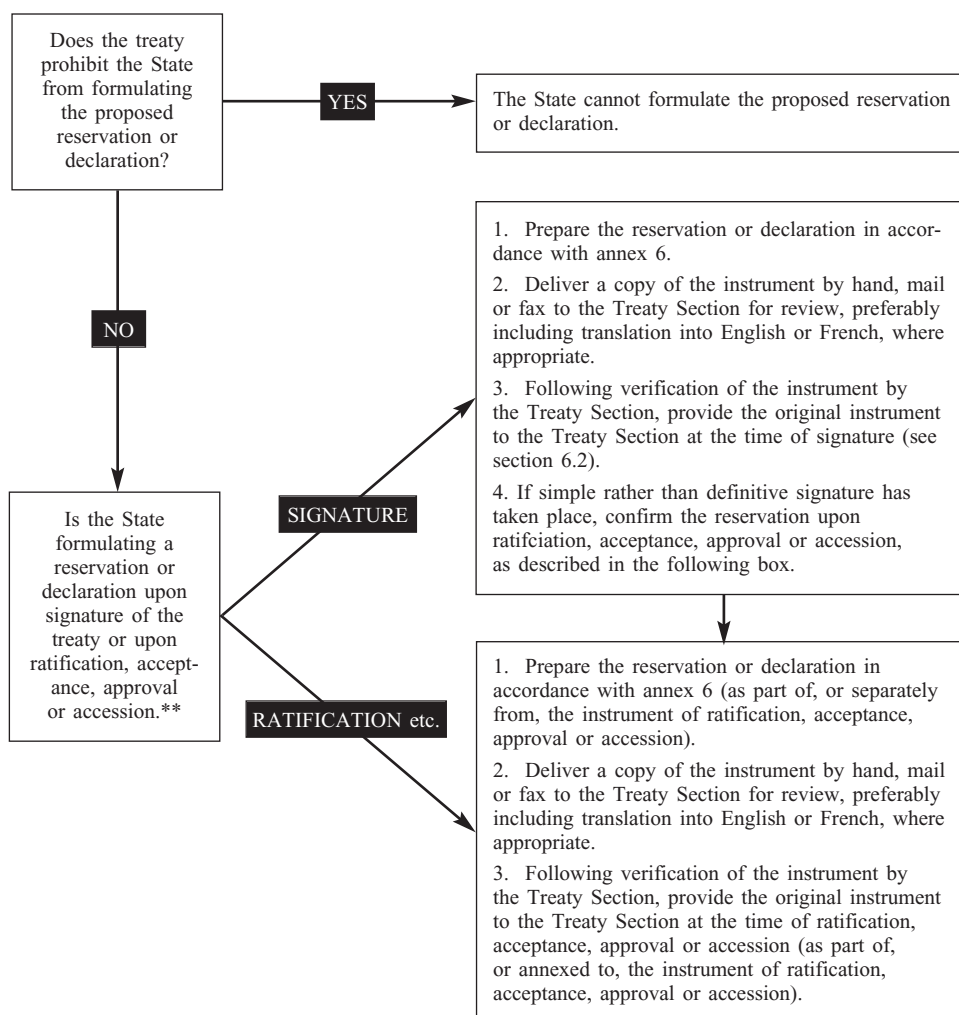 Does the treaty
prohibit the State
from formulating
the proposed
reservation or
declaration?
YES
The State cannot formulate the proposed reservation
or declaration.
NO
Is the State
formulating a
reservation or
declaration upon
signature of the
treaty or upon
ratification, accept-
ance, approval
or accession.**
SIGNATURE
1. Prepare the reservation or declaration in accor-
dance with annex 6.
2. Deliver a copy of the instrument by hand, mail
or fax to the Treaty Section for review, preferably
including translation into English or French, where
appropriate.
3. Following verification of the instrument by
the Treaty Section, provide the original instrument
to the Treaty Section at the time of signature (see
section 6.2).
4. If simple rather than definitive signature has
taken place, confirm the reservation upon
ratifciation, acceptance, approval or accession,
as described in the following box.
RATIFICATION etc.
1. Prepare the reservation or declaration in
accordance with annex 6 (as part of, or separately
from, the instrument of ratification, acceptance,
approval or accession).
2. Deliver a copy of the instrument by hand, mail
or fax to the Treaty Section for review, preferably
including translation into English or French, where
appropriate.
3. Following verification of the instrument by
the Treaty Section, provide the original instrument
to the Treaty Section at the time of ratification,
acceptance, approval or accession (as part of,
or annexed to, the instrument of ratification,
acceptance, approval or accession).